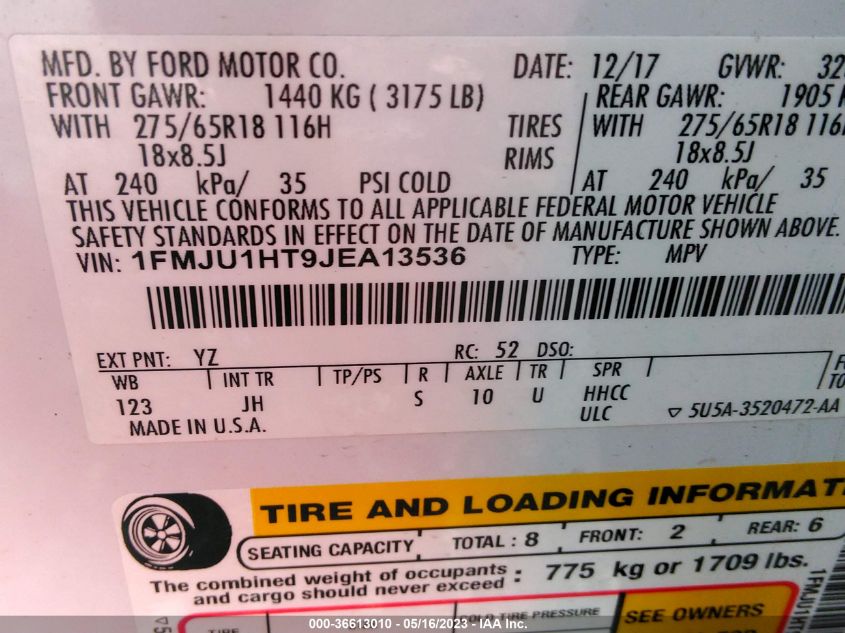 MFD. BY FORD MOTOR CO. DATE: 12/17 GVWR:
FRONT GAWR: 1440 KG ( 3175 LB) REAR GAWR: 1905
WITH 275/65R18 116H TIRES WITH 275/65R18
18x8.5J RIMS 18x8.5J
AT 240 kPa/ 35 PSI COLD AT 240 kPa/ 35
THIS VEHICLE CONFORMS TO ALL APPLICABLE FEDERAL MOTOR VEHICLE
SAFETY STANDARDS IN EFFECT ON THE DATE OF MANUFACTURE SHOWN ABOVE.
VIN: 1FMJU1HT9JEA13536 TYPE: MPV
EXT PNT: YZ RC: 52 DSO:
WB INT TR TP/PS R AXLE TR SPR
123 JH S 10 U HHCC
ULC ▽ 5U5A-3520472-AA
MADE IN U.S.A.
TIRE AND LOADING INFORMAT
SEATING CAPACITY TOTAL : 8 FRONT: 2 REAR: 6
The combined weight of occupants and cargo should never exceed : 775 kg or 1709 lbs.
SEE OWNERS
000-36613010 - 05/16/2023 - IAA Inc.